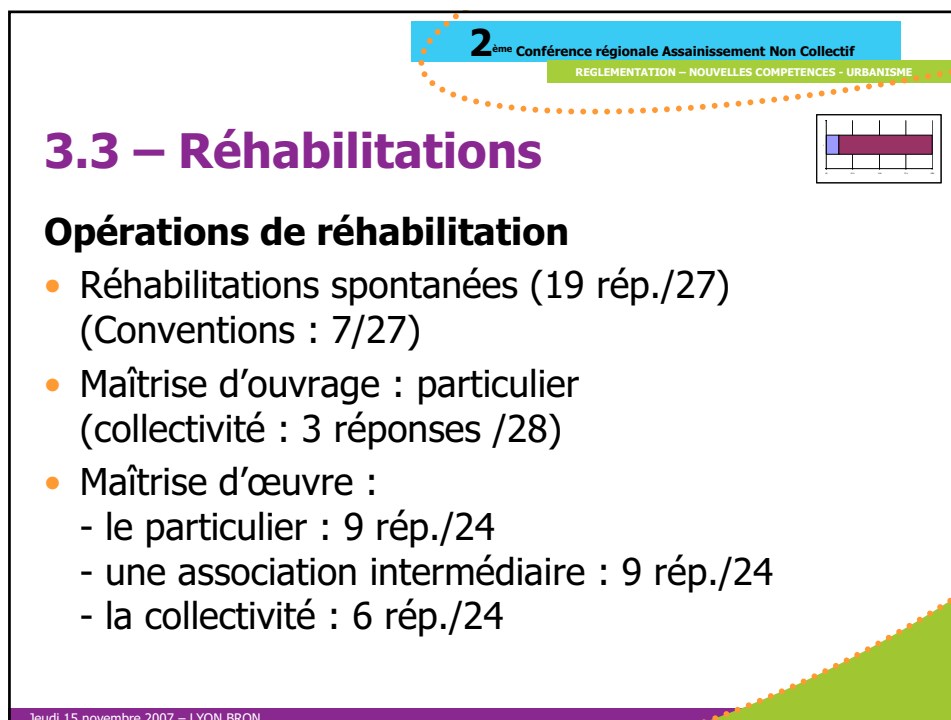 2ème Conférence régionale Assainissement Non Collectif
REGLEMENTATION – NOUVELLES COMPETENCES - URBANISME
3.3 – Réhabilitations
Opérations de réhabilitation
• Réhabilitations spontanées (19 rép./27)
(Conventions : 7/27)
• Maîtrise d’ouvrage : particulier
(collectivité : 3 réponses /28)
• Maîtrise d’œuvre :
- le particulier : 9 rép./24
- une association intermédiaire : 9 rép./24
- la collectivité : 6 rép./24
Jeudi 15 novembre 2007 – LYON BRON